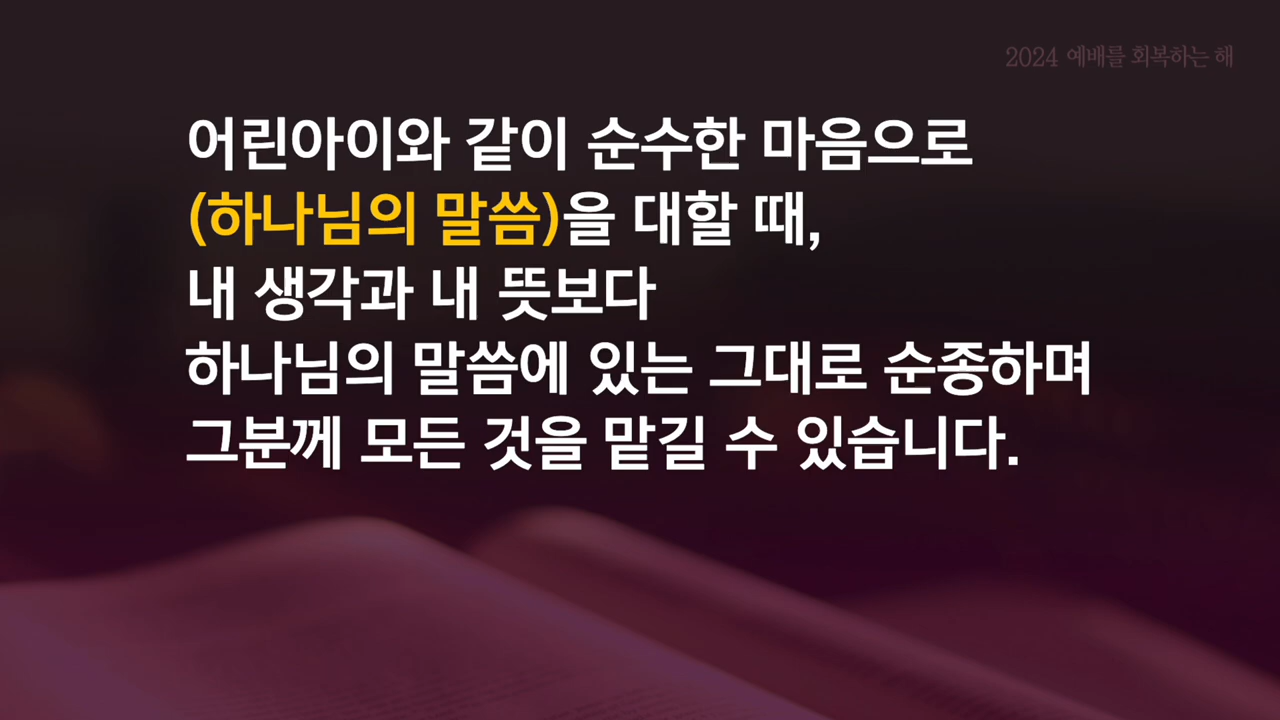 2024 예배를 회복하는 해
어린아이와 같이 순수한 마음으로
(하나님의 말씀)을 대할 때,
내 생각과 내 뜻보다
하나님의 말씀에 있는 그대로 순종하며
그분께 모든 것을 맡길 수 있습니다.